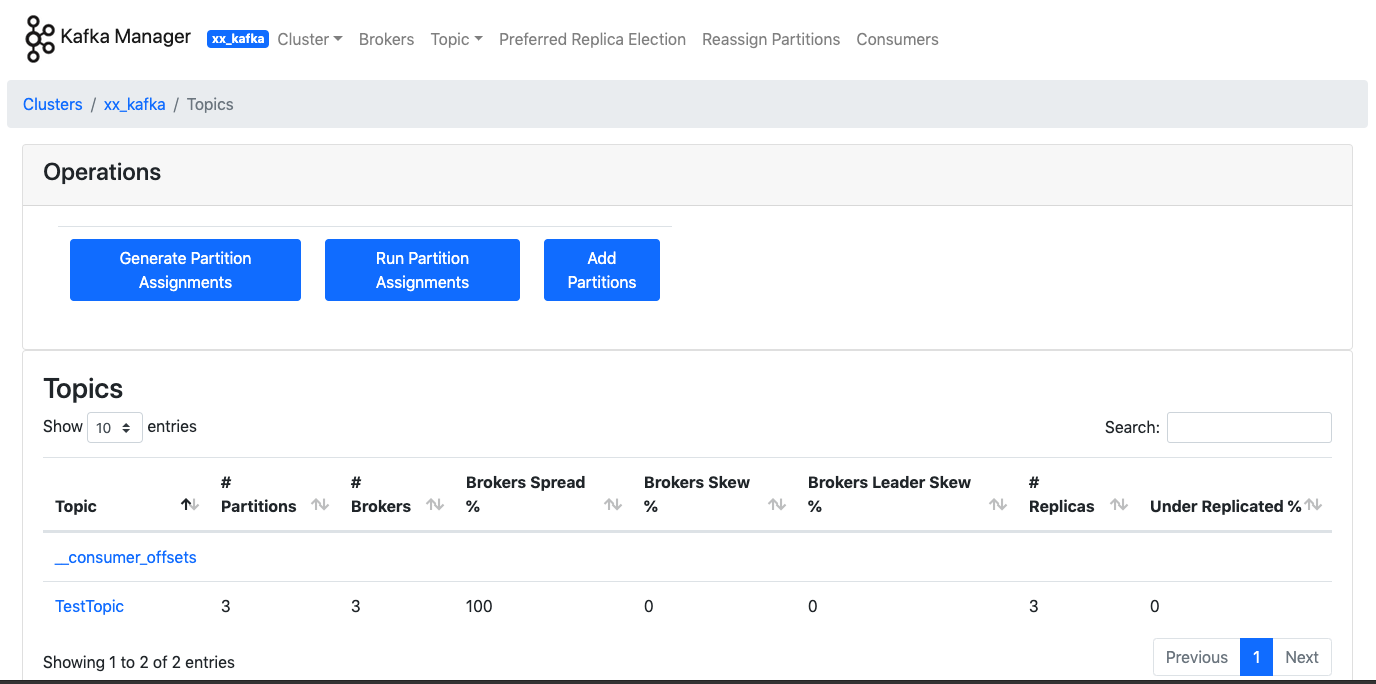 Kafka Manager xx_kafka Cluster Brokers Topic Preferred Replica Election Reassign Partitions Consumers
Clusters / xx_kafka / Topics
Operations
Generate Partition Assignments
Run Partition Assignments
Add Partitions
Topics
Show 10 entries
Search:
Topic # Partitions # Brokers Brokers Spread % Brokers Skew % Brokers Leader Skew % # Replicas Under Replicated %
__consumer_offsets
TestTopic 3 3 100 0 0 3 0
Showing 1 to 2 of 2 entries
Previous 1 Next